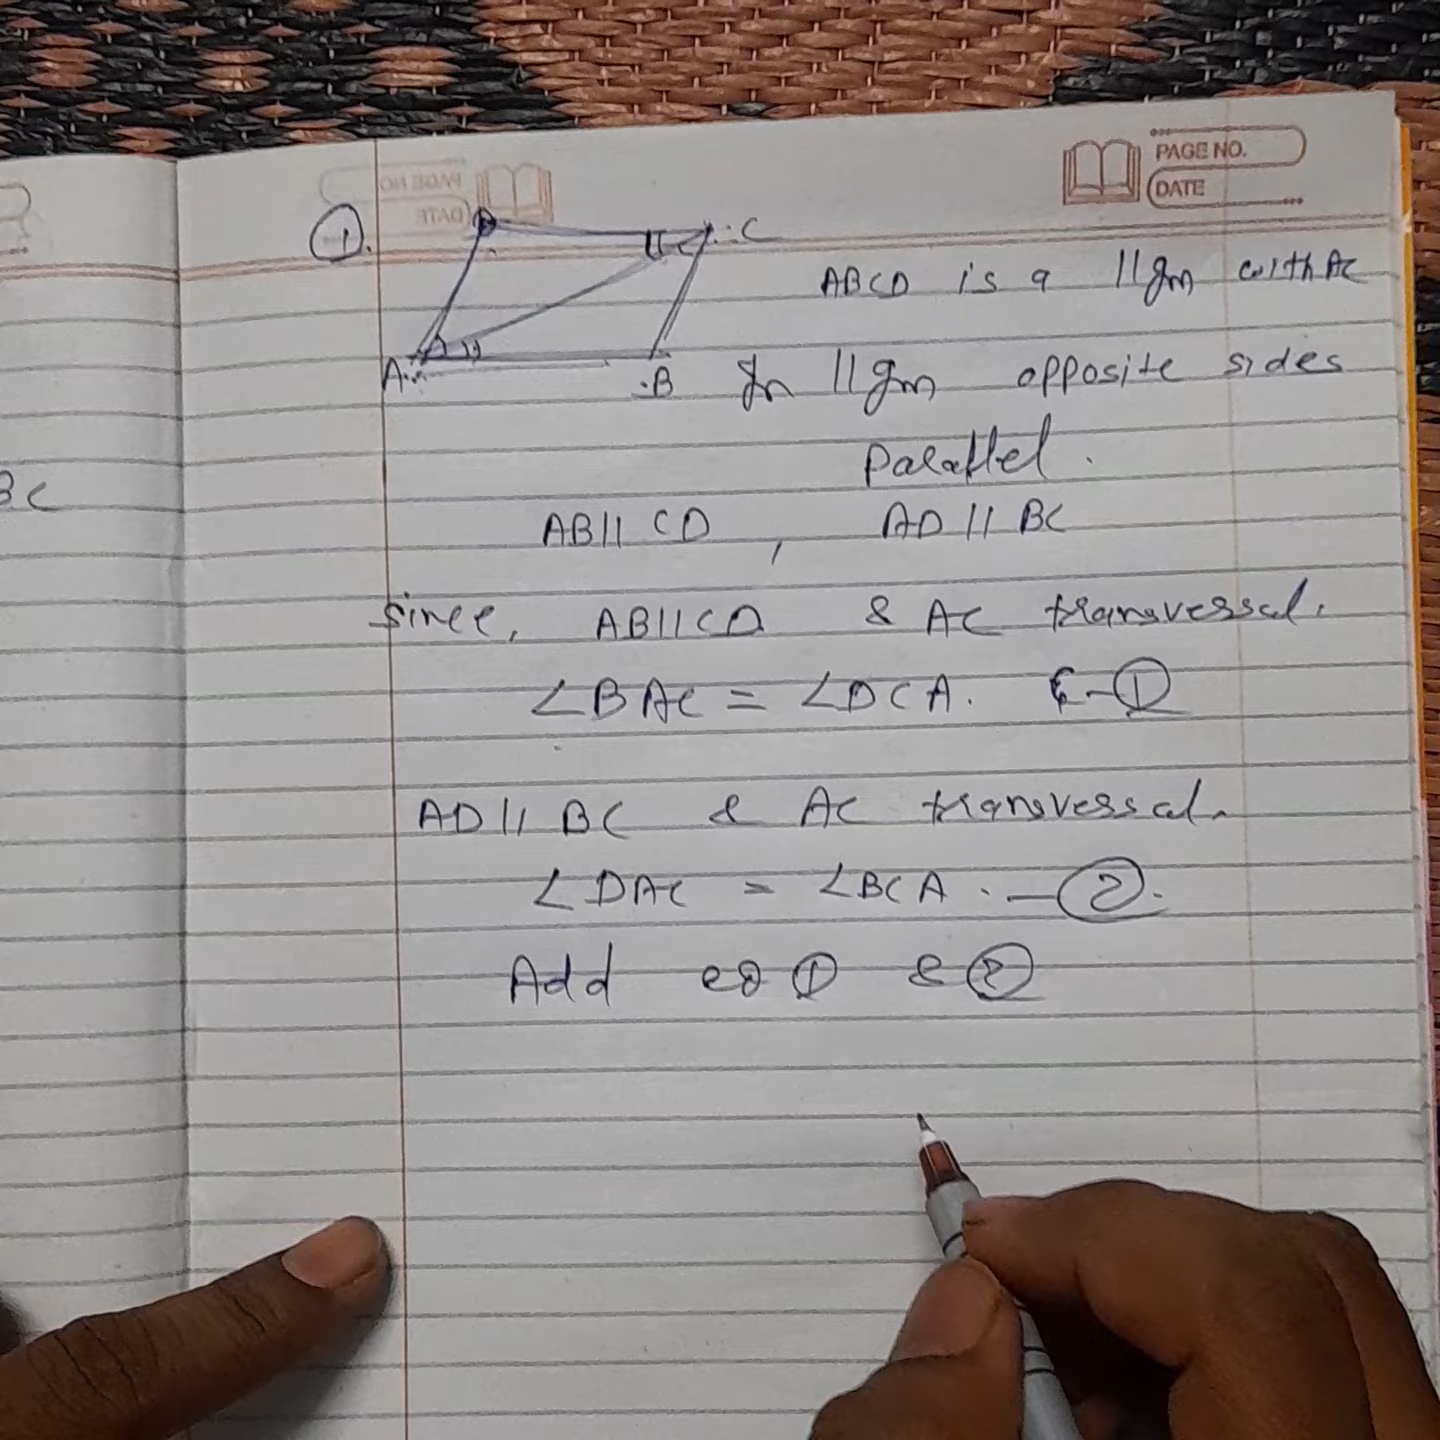 PAGE NO.
DATE
1.
D
C
A
B
ABCD is a ||gm with AC
In ||gm opposite sides
Parallel.
BC
AB || CD , AD || BC
Since, AB || CD & AC transversal.
∠BAC = ∠DCA. - ①
AD || BC & AC transversal.
∠DAC = ∠BCA. - ②.
Add eq ① & ②